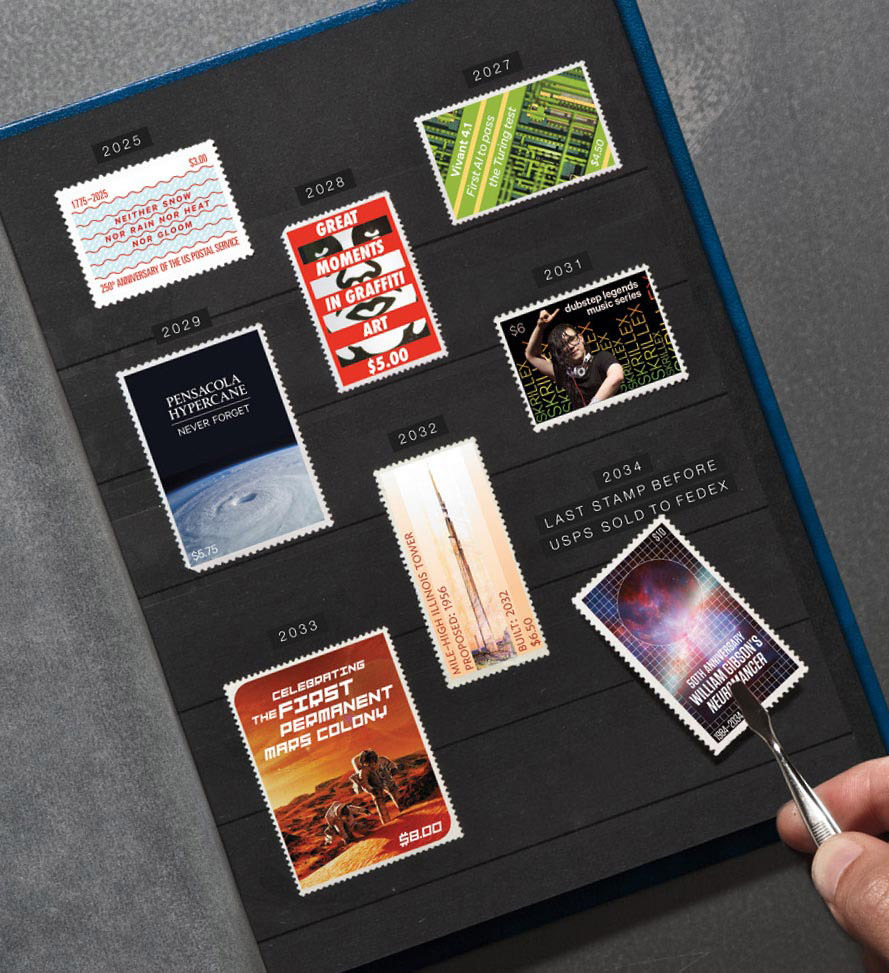 2025
$3.00
1775–2025
NEITHER SNOW
NOR RAIN NOR HEAT
NOR GLOOM
250th ANNIVERSARY OF THE US POSTAL SERVICE
2027
Vivant 4.1
First AI to pass
the Turing test
$4.50
2028
GREAT
MOMENTS
IN GRAFFITI
ART
$5.00
2029
PENSACOLA
HYPERCANE
NEVER FORGET
$5.75
2031
$6
dubstep legends
music series
SKRILLEX
2032
MILE-HIGH ILLINOIS TOWER
PROPOSED: 1956
BUILT: 2032
$6.50
2033
CELEBRATING
THE FIRST
PERMANENT
MARS COLONY
$8.00
2034
LAST STAMP BEFORE
USPS SOLD TO FEDEX
$10
50TH ANNIVERSARY
WILLIAM GIBSON'S
NEUROMANCER
1984-2034